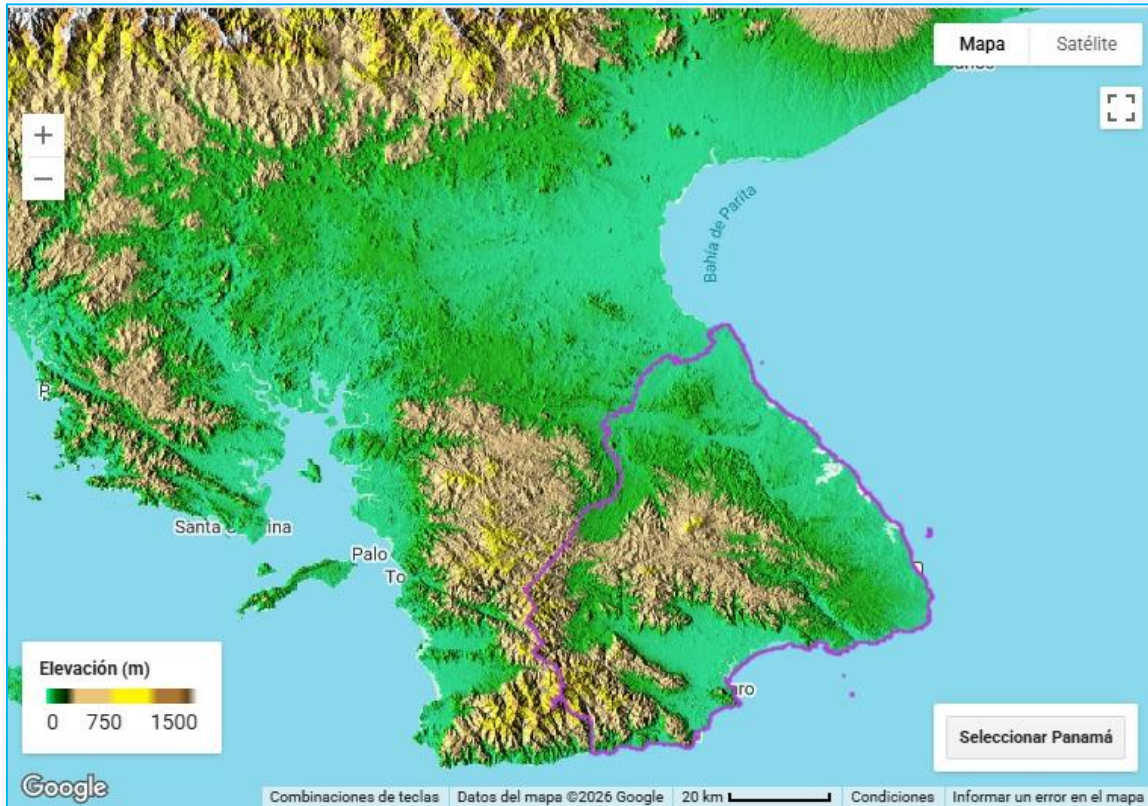 Mapa Satélite
Bahía de Parita
Santa
Palo
To
aro
Elevación (m)
0 750 1500
Seleccionar Panamá
Google
Combinaciones de teclas Datos del mapa ©2026 Google 20 km Condiciones Informar un error en el mapa